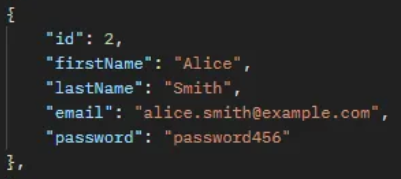 {
    "id": 2,
    "firstName": "Alice",
    "lastName": "Smith",
    "email": "alice.smith@example.com",
    "password": "password456"
},